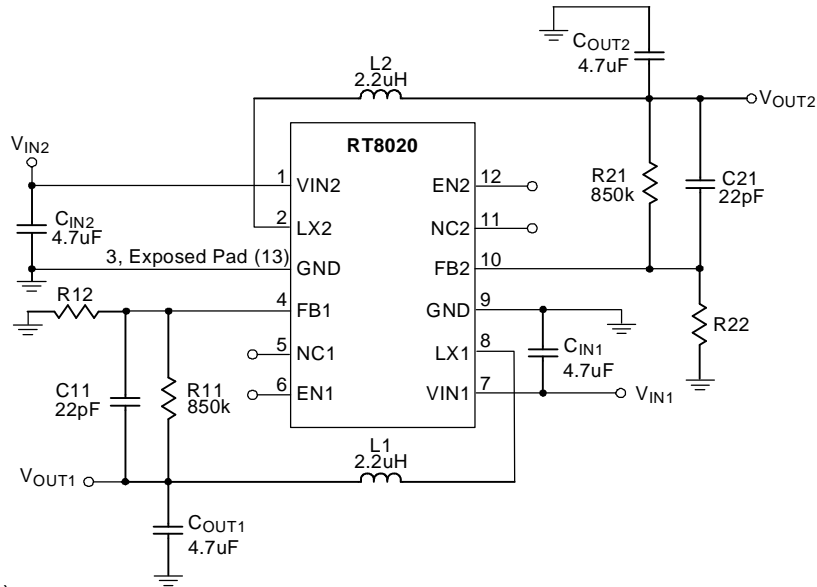 COUT2
4.7uF
L2
2.2uH
VOUT2
VIN2
RT8020
1
VIN2
EN2
12
R21
850k
C21
22pF
CIN2
4.7uF
2
LX2
NC2
11
3, Exposed Pad (13)
GND
FB2
10
R12
4
FB1
GND
9
R22
5
NC1
LX1
8
CIN1
4.7uF
C11
22pF
R11
850k
6
EN1
VIN1
7
VIN1
L1
2.2uH
VOUT1
COUT1
4.7uF